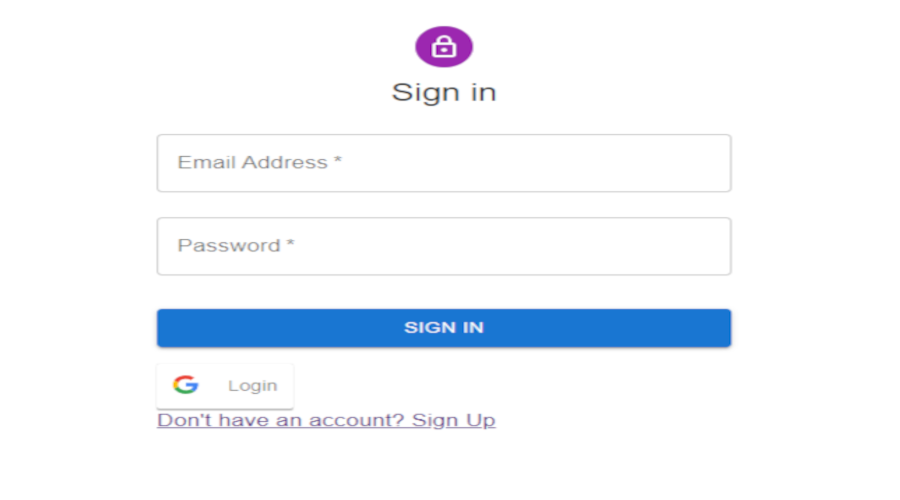 Sign in
Email Address *
Password *
SIGN IN
Login
Don't have an account? Sign Up